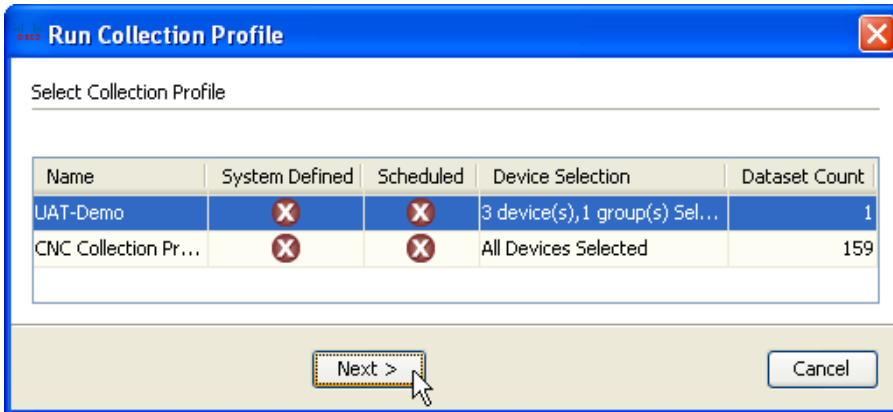 Run Collection Profile
Select Collection Profile
Name System Defined Scheduled Device Selection Dataset Count
UAT-Demo 3 device(s),1 group(s) Sel... 1
CNC Collection Pr... All Devices Selected 159
Next > Cancel